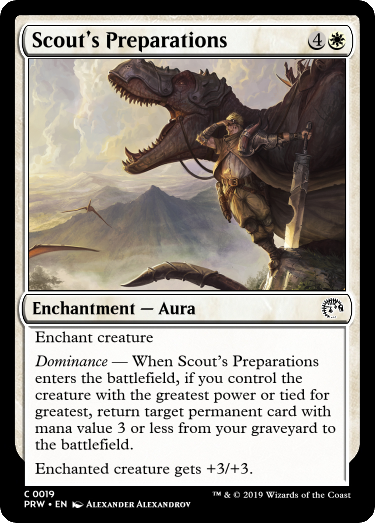 Scout's Preparations 4
Enchantment — Aura
Enchant creature
Dominance — When Scout's Preparations
enters the battlefield, if you control the
creature with the greatest power or tied for
greatest, return target permanent card with
mana value 3 or less from your graveyard to
the battlefield.
Enchanted creature gets +3/+3.
C 0019
PRW • EN ALEXANDER ALEXANDROV
™ & © 2019 Wizards of the Coast